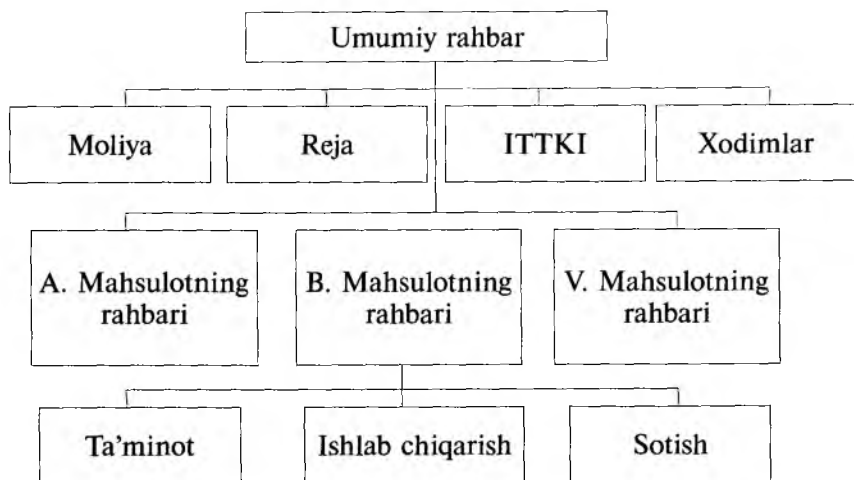 Umumiy rahbar
Moliya
Reja
ITTKI
Xodimlar
A. Mahsulotning
rahbari
B. Mahsulotning
rahbari
V. Mahsulotning
rahbari
Ta'minot
Ishlab chiqarish
Sotish